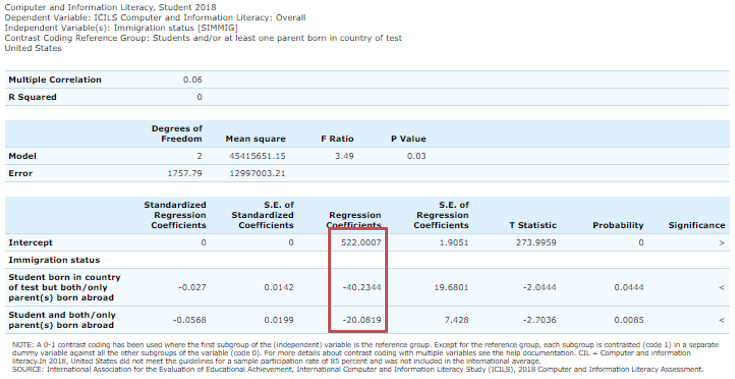 Computer and Information Literacy, Student 2018
Dependent Variable: ICILS Computer and Information Literacy: Overall
Independent Variable(s): Immigration status [SIMMIG]
Contrast Coding Reference Group: Students and/or at least one parent born in country of test
United States
Multiple Correlation 0.06
R Squared 0
Degrees of Freedom Mean square F Ratio P Value
Model 2 45415651.15 3.49 0.03
Error 1757.79 12997003.21
Standardized Regression Coefficients S.E. of Standardized Coefficients Regression Coefficients S.E. of Regression Coefficients T Statistic Probability Significance
Intercept 0 0 522.0007 1.9051 273.9959 0 >
Immigration status
Student born in country of test but both/only parent(s) born abroad -0.027 0.0142 -40.2344 19.6801 -2.0444 0.0444 <
Student and both/only parent(s) born abroad -0.0568 0.0199 -20.0819 7.428 -2.7036 0.0085 <
NOTE: A 0-1 contrast coding has been used where the first subgroup of the (independent) variable is the reference group. Except for the reference group, each subgroup is contrasted (code 1) in a separate
dummy variable against all the other subgroups of the variable (code 0). For more details about contrast coding with multiple variables see the help documentation. CIL = Computer and information
literacy.In 2018, United States did not meet the guidelines for a sample participation rate of 85 percent and was not included in the international average.
SOURCE: International Association for the Evaluation of Educational Achievement, International Computer and Information Literacy Study (ICILS), 2018 Computer and Information Literacy Assessment.